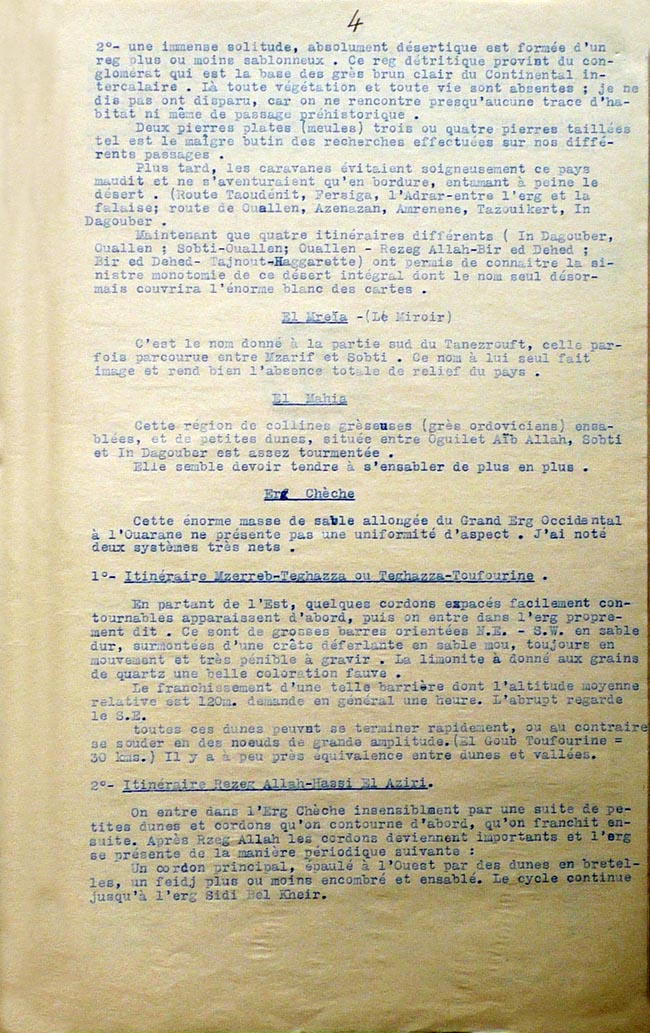 4
2°- une immense solitude, absolument désertique est formée d'un
reg plus ou moins sablonneux . Ce reg détritique provint du con-
glomérat qui est la base des grès brun clair du Continental in-
tercalaire . Là toute végétation et toute vie sont absentes ; je ne
dis pas ont disparu, car on ne rencontre presqu'aucune trace d'ha-
bitat ni même de passage préhistorique .
Deux pierres plates (meules) trois ou quatre pierres taillées
tel est le maîgre butin des recherches effectuées sur nos diffé-
rents passages .
Plus tard, les caravanes évitaient soigneusement ce pays
maudit et ne s'aventuraient qu'en bordure, entamant à peine le
désert . (Route Taoudénit, Fersiga, l'Adrar-entre l'erg et la
falaise; route de Ouallen, Azenazan, Amrenene, Tazouikert, In
Dagouber .
Maintenant que quatre itinéraires différents ( In Dagouber,
Ouallen ; Sobti-Ouallen; Ouallen - Rezeg Allah-Bir ed Dehed ;
Bir ed Dehed- Tajnout-Haggarette) ont permis de connaitre la si-
nistre monotomie de ce désert intégral dont le nom seul désor-
mais couvrira l'énorme blanc des cartes .
El Mreïa -(Le Miroir)
C'est le nom donné à la partie sud du Tanezrouft, celle par-
fois parcourue entre Mzarif et Sobti . Ce nom à lui seul fait
image et rend bien l'absence totale de relief du pays .
El Mahia
Cette région de collines grèseuses (grès ordoviciens) ensa-
blées, et de petites dunes, située entre Oguilet Aïb Allah, Sobti
et In Dagouber est assez tourmentée .
Elle semble devoir tendre à s'ensabler de plus en plus .
Erg Chèche
Cette énorme masse de sable allongée du Grand Erg Occidental
à l'Ouarane ne présente pas une uniformité d'aspect . J'ai noté
deux systèmes très nets .
1°- Itinéraire Mzerreb-Teghazza ou Teghazza-Toufourine .
En partant de l'Est, quelques cordons espacés facilement con-
tournables apparaissent d'abord, puis on entre dans l'erg propre-
ment dit . Ce sont de grosses barres orientées N.E. - S.W. en sable
dur, surmontées d'une crête déferlante en sable mou, toujours en
mouvement et très pénible à gravir . La limonite à donné aux grains
de quartz une belle coloration fauve .
Le franchissement d'une telle barrière dont l'altitude moyenne
relative est 120m. demande en général une heure. L'abrupt regarde
le S.E.
toutes ces dunes peuvnt se terminer rapidement, ou au contraire
se souder en des noeuds de grande amplitude.(El Goub Toufourine =
30 kms.) Il y a à peu près équivalence entre dunes et vallées.
2°- Itinéraire Rezeg Allah-Hassi El Aziri.
On entre dans l'Erg Chèche insensiblment par une suite de pe-
tites dunes et cordons qu'on contourne d'abord, qu'on franchit en-
suite. Après Rzeg Allah les cordons deviennent importants et l'erg
se présente de la manière périodique suivante :
Un cordon principal, épaulé à l'Ouest par des dunes en bretel-
les, un feidj plus ou moins encombré et ensablé. Le cycle continue
jusqu'à l'erg Sidi Bel Kheir.